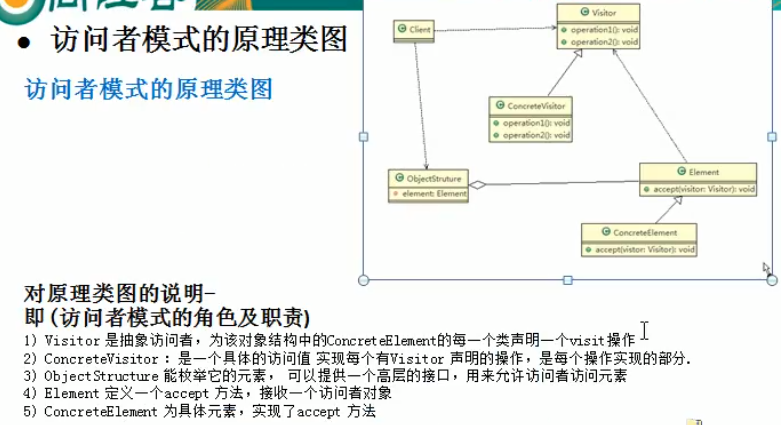 访问者模式的原理类图
访问者模式的原理类图
Client
Visitor
operation1(): void
operation2(): void
ConcreteVisitor
operation1(): void
operation2(): void
ObjectStruture
element: Element
Element
accept(visitor: Visitor): void
ConcreteElement
accept(vistor: Visitor): void
对原理类图的说明-
即(访问者模式的角色及职责)
1) Visitor 是抽象访问者，为该对象结构中的ConcreteElement的每一个类声明一个visit 操作
2) ConcreteVisitor ：是一个具体的访问值 实现每个有Visitor 声明的操作，是每个操作实现的部分.
3) ObjectStructure 能枚举它的元素， 可以提供一个高层的接口，用来允许访问者访问元素
4) Element 定义一个accept 方法，接收一个访问者对象
5) ConcreteElement 为具体元素，实现了accept 方法